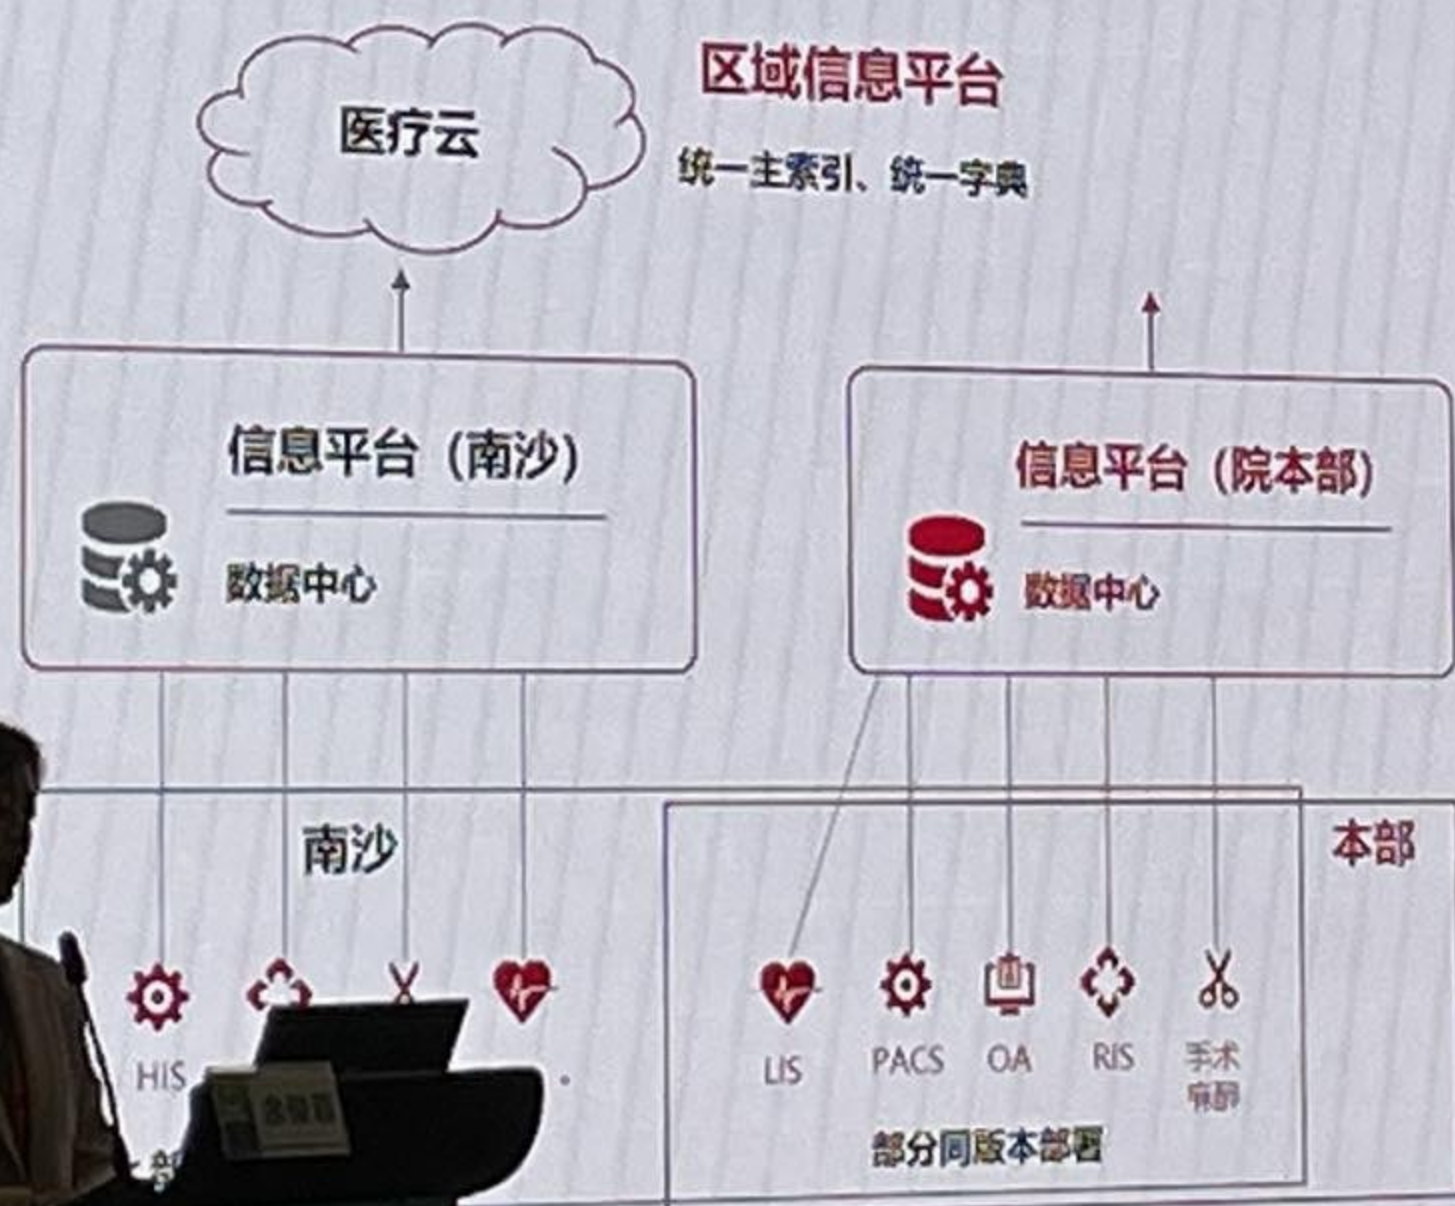 区域信息平台
医疗云
统一主索引、统一字典
信息平台（南沙）
数据中心
信息平台（院本部）
数据中心
南沙
本部
HIS
LIS
PACS
OA
RIS
手术
麻醉
部分同版本部署
部